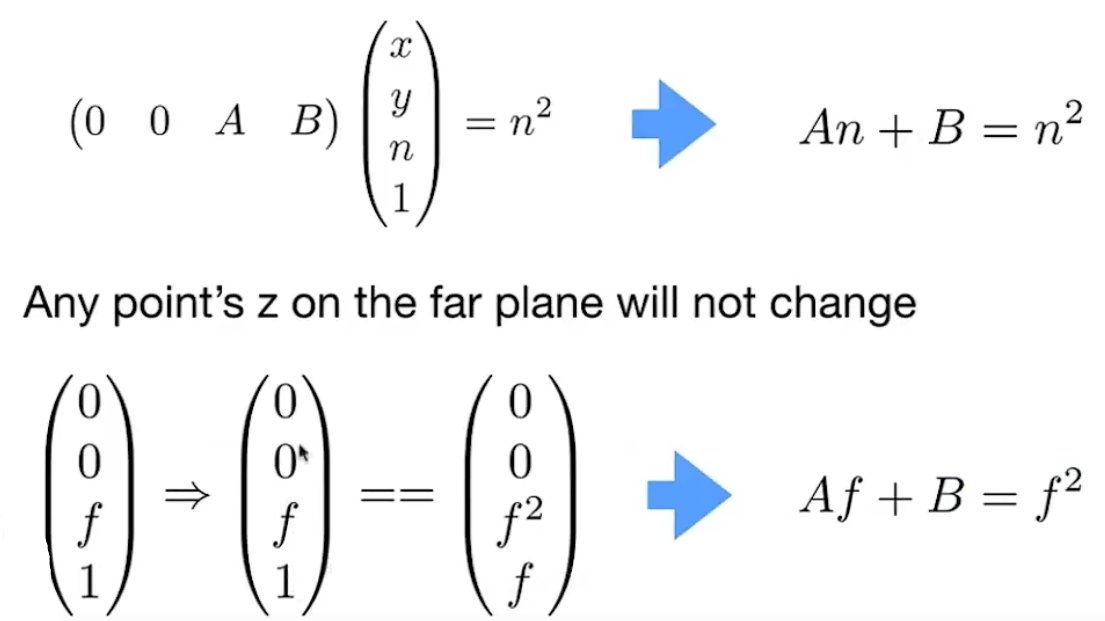 (0 0 A B) (x y n 1) = n² An + B = n²
Any point's z on the far plane will not change
(0 0 f 1) ⇒ (0 0 f 1) == (0 0 f² f) Af + B = f²